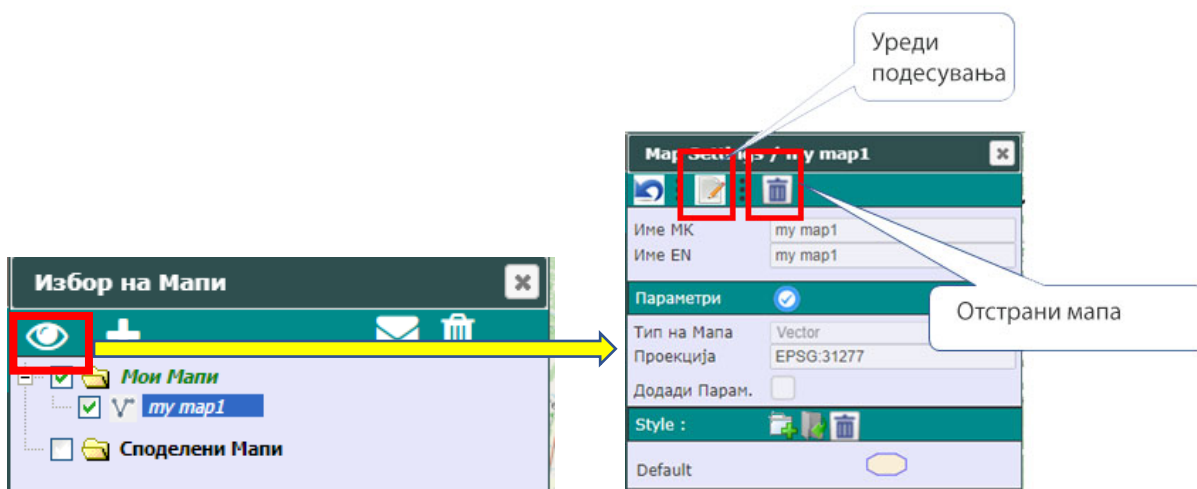 Уреди
подесувања
Map Settings / my map1
Име МК my map1
Име EN my map1
Параметри
Тип на Мапа Vector
Проекција EPSG:31277
Додади Парам.
Style :
Default
Отстрани мапа
Избор на Мапи
Мои Мапи
my map1
Споделени Мапи